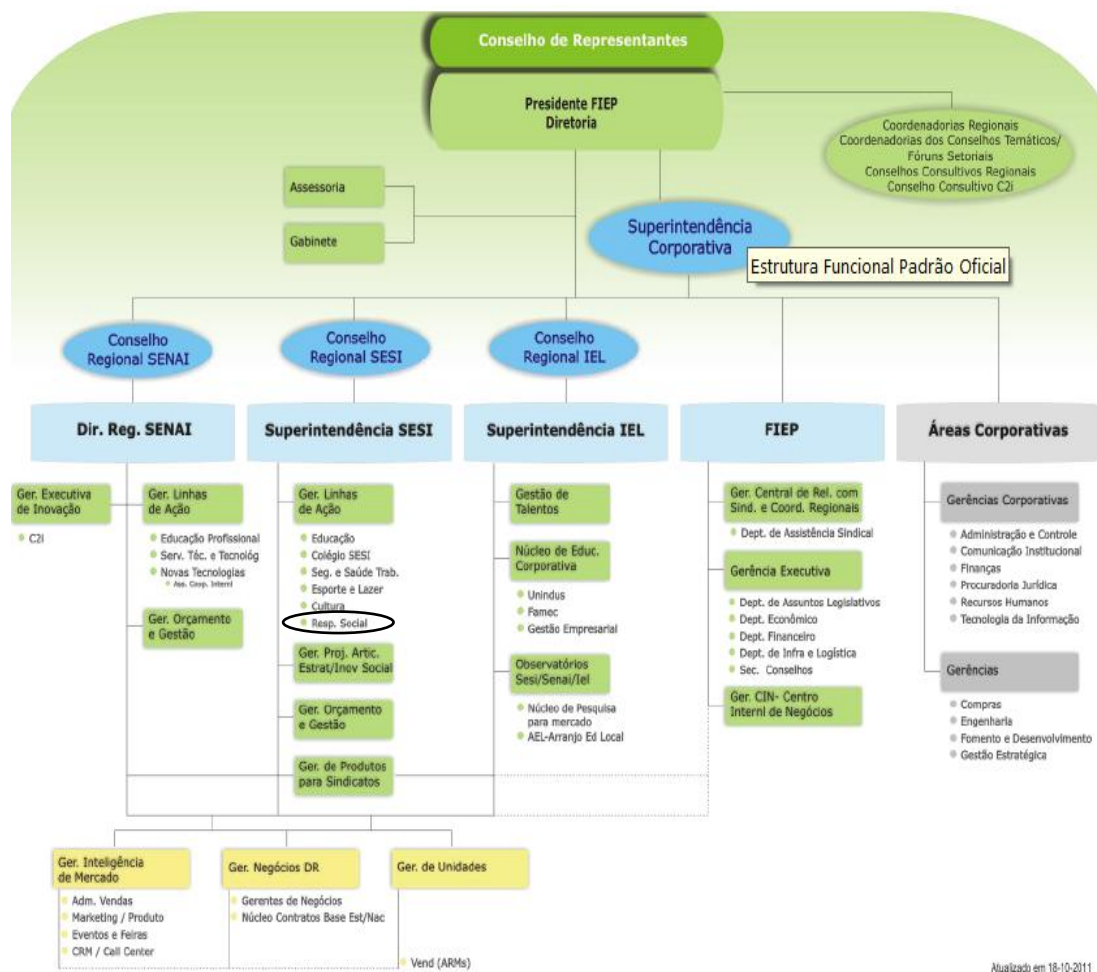 Conselho de Representantes
Presidente FIEP
Diretoria
Coordenadorias Regionais
Coordenadorias dos Conselhos Temáticos/
Fóruns Setoriais
Conselhos Consultivos Regionais
Conselho Consultivo C2i
Assessoria
Gabinete
Superintendência
Corporativa
Estrutura Funcional Padrão Oficial
Conselho
Regional SENAI
Conselho
Regional SESI
Conselho
Regional IEL
Dir. Reg. SENAI
Superintendência SESI
Superintendência IEL
FIEP
Áreas Corporativas
Ger. Executiva
de Inovação
C2i
Ger. Linhas
de Ação
Educação Profissional
Serv. Téc. e Tecnológ
Novas Tecnologias
Ass. Coop. Interni
Ger. Orçamento
e Gestão
Ger. Linhas
de Ação
Educação
Colégio SESI
Seg. e Saúde Trab.
Esporte e Lazer
Cultura
Resp. Social
Ger. Proj. Artic.
Estrat/Inov Social
Ger. Orçamento
e Gestão
Ger. de Produtos
para Sindicatos
Gestão de
Talentos
Núcleo de Educ.
Corporativa
Unindus
Famec
Gestão Empresarial
Observatórios
Sesi/Senai/Iel
Núcleo de Pesquisa
para mercado
AEL-Arranjo Ed Local
Ger. Central de Rel. com
Sind. e Coord. Regionais
Dept. de Assistência Sindical
Gerência Executiva
Dept. de Assuntos Legislativos
Dept. Econômico
Dept. Financeiro
Dept. de Infra e Logística
Sec. Conselhos
Ger. CIN- Centro
Interni de Negócios
Gerências Corporativas
Administração e Controle
Comunicação Institucional
Finanças
Procuradoria Jurídica
Recursos Humanos
Tecnologia da Informação
Gerências
Compras
Engenharia
Fomento e Desenvolvimento
Gestão Estratégica
Ger. Inteligência
de Mercado
Adm. Vendas
Marketing / Produto
Eventos e Feiras
CRM / Call Center
Ger. Negócios DR
Gerentes de Negócios
Núcleo Contratos Base Est/Nac
Ger. de Unidades
Vend (ARMs)
Atualizado em 18-10-2011